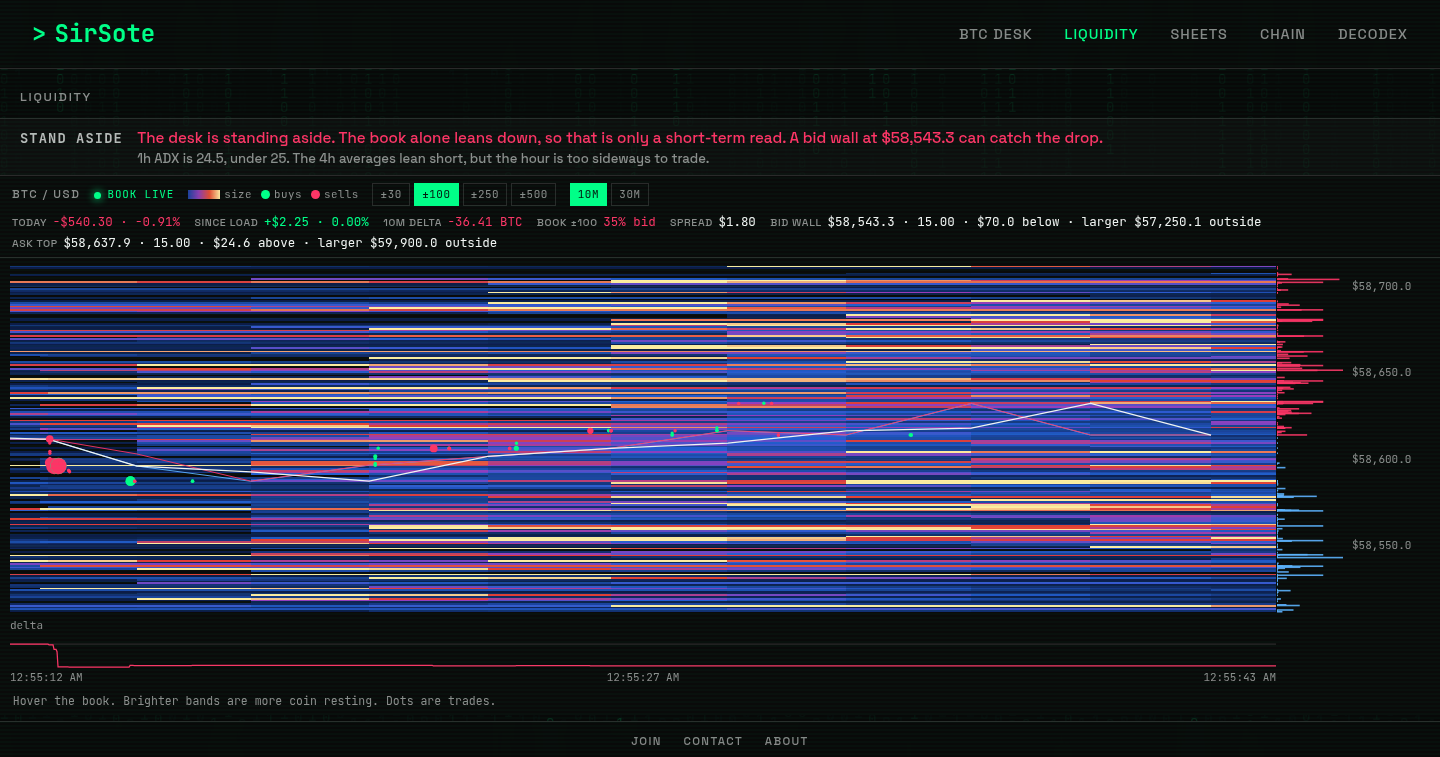 > SirSote
BTC DESK LIQUIDITY SHEETS CHAIN DECODEX
LIQUIDITY
STAND ASIDE The desk is standing aside. The book alone leans down, so that is only a short-term read. A bid wall at $58,543.3 can catch the drop.
1h ADX is 24.5, under 25. The 4h averages lean short, but the hour is too sideways to trade.
BTC / USD BOOK LIVE size buys sells ±30 ±100 ±250 ±500 10M 30M
TODAY -$540.30 · -0.91% SINCE LOAD +$2.25 · 0.00% 10M DELTA -36.41 BTC BOOK ±100 35% bid SPREAD $1.80 BID WALL $58,543.3 · 15.00 · $70.0 below · larger $57,250.1 outside
ASK TOP $58,637.9 · 15.00 · $24.6 above · larger $59,900.0 outside
$58,700.0
$58,650.0
$58,600.0
$58,550.0
delta
12:55:12 AM 12:55:27 AM 12:55:43 AM
Hover the book. Brighter bands are more coin resting. Dots are trades.
JOIN CONTACT ABOUT